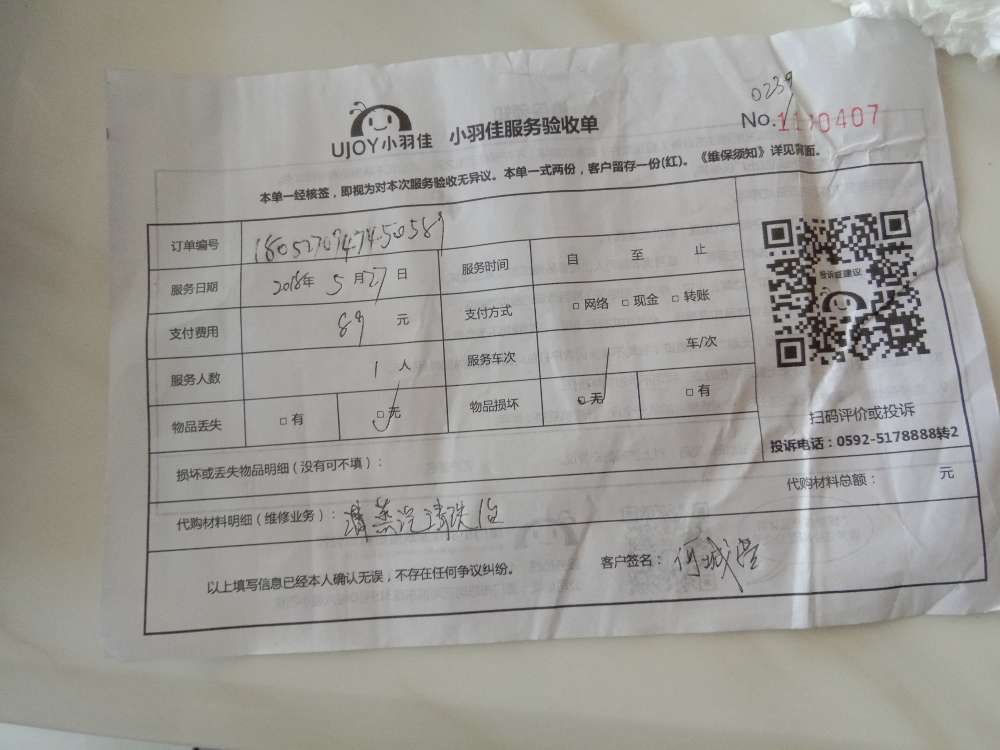 0239
UJOY小羽佳 小羽佳服务验收单 No.1110407
本单一经核签，即视为对本次服务验收无异议。本单一式两份，客户留存一份(红)。《维保须知》详见背面。
订单编号
服务日期 2018年 5 月 27 日 服务时间 自 至 止
支付费用 89 元 支付方式 □ 网络 □ 现金 □ 转账
服务人数 1 人 服务车次 车/次
物品丢失 □ 有 □ 无 物品损坏 □ 无 □ 有
投诉或建议
扫码评价或投诉
投诉电话：0592-5178888转2
损坏或丢失物品明细（没有可不填）：
代购材料总额： 元
代购材料明细（维修业务）：
以上填写信息已经本人确认无误，不存在任何争议纠纷。 客户签名：